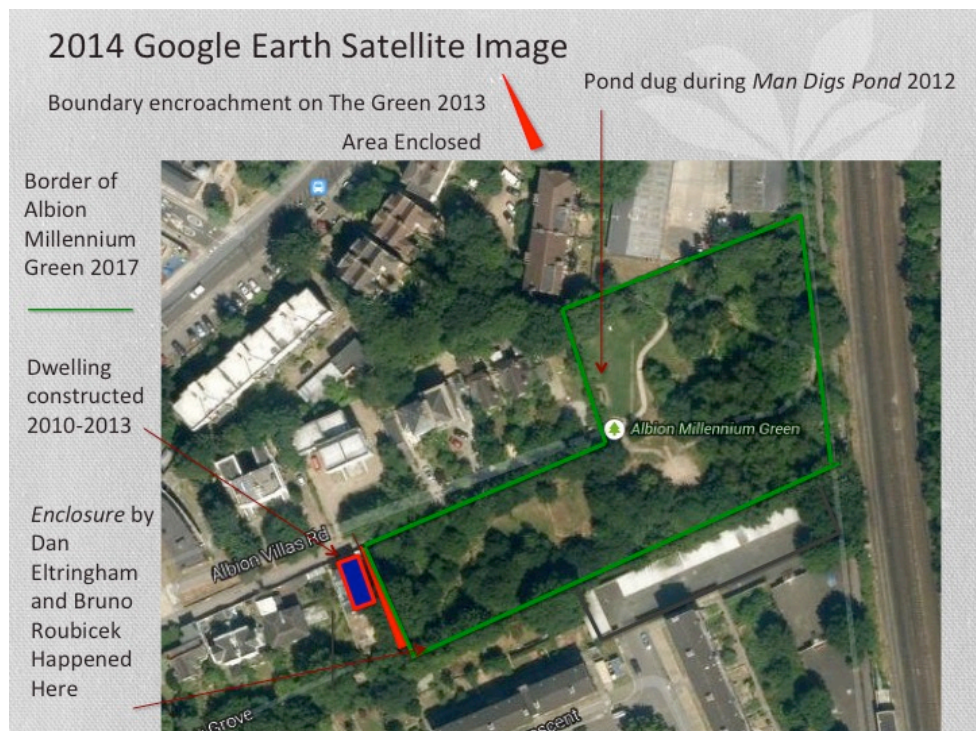 2014 Google Earth Satellite Image
Pond dug during Man Digs Pond 2012
Boundary encroachment on The Green 2013
Area Enclosed
Border of
Albion
Millennium
Green 2017
Dwelling
constructed
2010-2013
Albion Millennium Green
Enclosure by
Dan
Eltringham
and Bruno
Roubicek
Happened
Here
Albion Villas Rd
Grove
escent